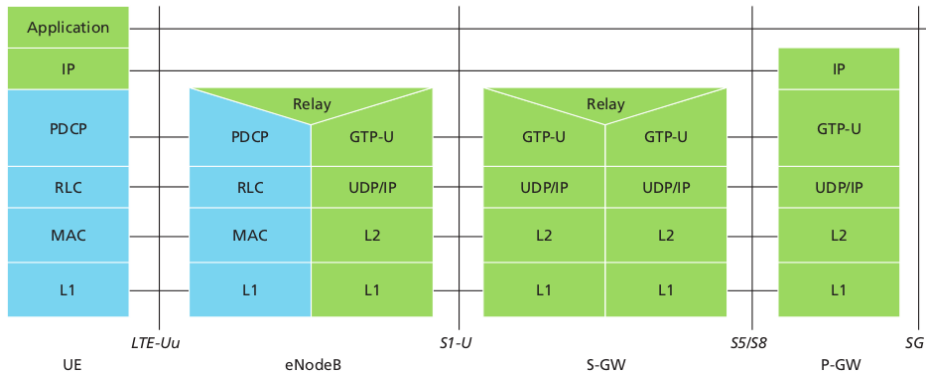 Application
IP IP
Relay Relay
PDCP PDCP GTP-U GTP-U GTP-U GTP-U
RLC RLC UDP/IP UDP/IP UDP/IP UDP/IP
MAC MAC L2 L2 L2 L2
L1 L1 L1 L1 L1 L1
LTE-Uu S1-U S5/S8 SG
UE eNodeB S-GW P-GW